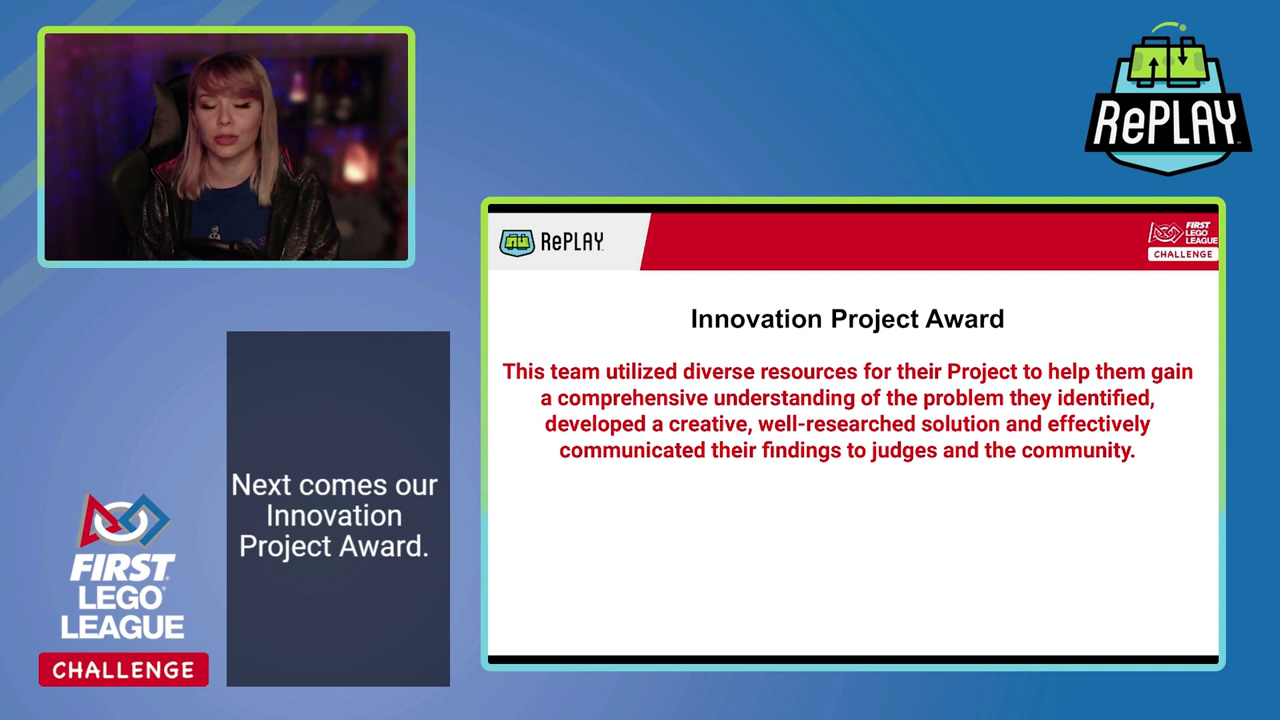 RePLAY
RePLAY
FIRST
LEGO
LEAGUE
CHALLENGE
Innovation Project Award
This team utilized diverse resources for their Project to help them gain
a comprehensive understanding of the problem they identified,
developed a creative, well-researched solution and effectively
communicated their findings to judges and the community.
Next comes our
Innovation
Project Award.
FIRST
LEGO
LEAGUE
CHALLENGE